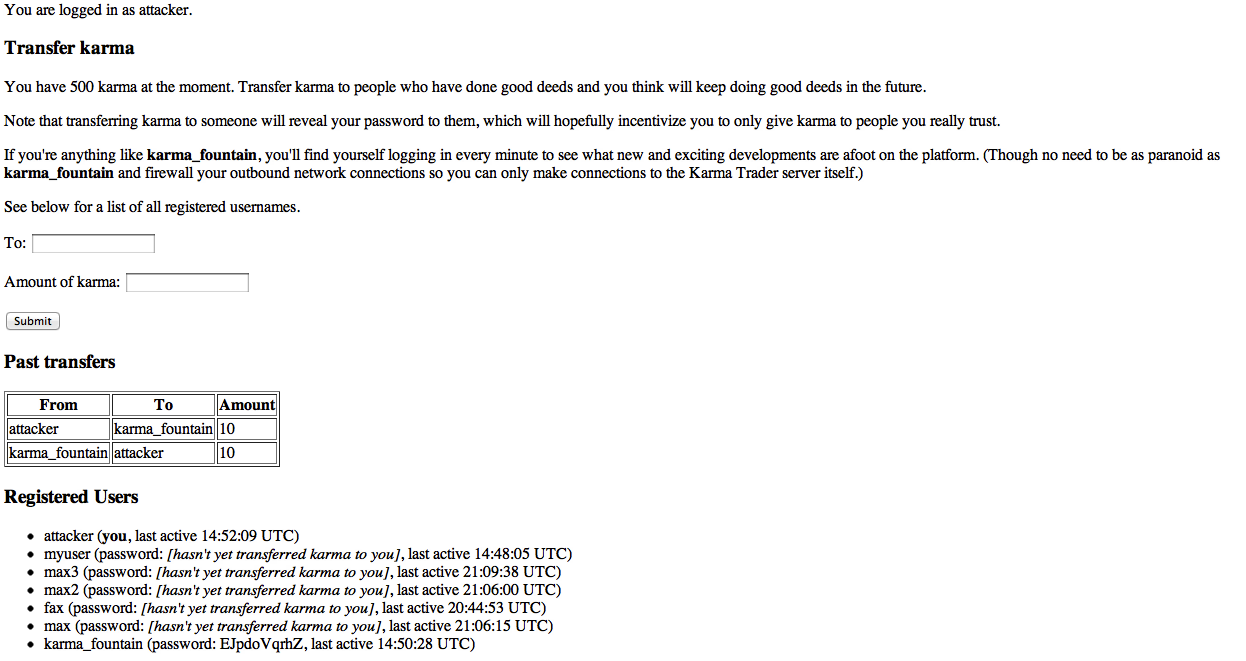 You are logged in as attacker.
Transfer karma
You have 500 karma at the moment. Transfer karma to people who have done good deeds and you think will keep doing good deeds in the future.
Note that transferring karma to someone will reveal your password to them, which will hopefully incentivize you to only give karma to people you really trust.
If you're anything like karma_fountain, you'll find yourself logging in every minute to see what new and exciting developments are afoot on the platform. (Though no need to be as paranoid as
karma_fountain and firewall your outbound network connections so you can only make connections to the Karma Trader server itself.)
See below for a list of all registered usernames.
To:
Amount of karma:
Submit
Past transfers
From To Amount
attacker karma_fountain 10
karma_fountain attacker 10
Registered Users
attacker (you, last active 14:52:09 UTC)
myuser (password: [hasn't yet transferred karma to you], last active 14:48:05 UTC)
max3 (password: [hasn't yet transferred karma to you], last active 21:09:38 UTC)
max2 (password: [hasn't yet transferred karma to you], last active 21:06:00 UTC)
fax (password: [hasn't yet transferred karma to you], last active 20:44:53 UTC)
max (password: [hasn't yet transferred karma to you], last active 21:06:15 UTC)
karma_fountain (password: EJpdoVqrhZ, last active 14:50:28 UTC)